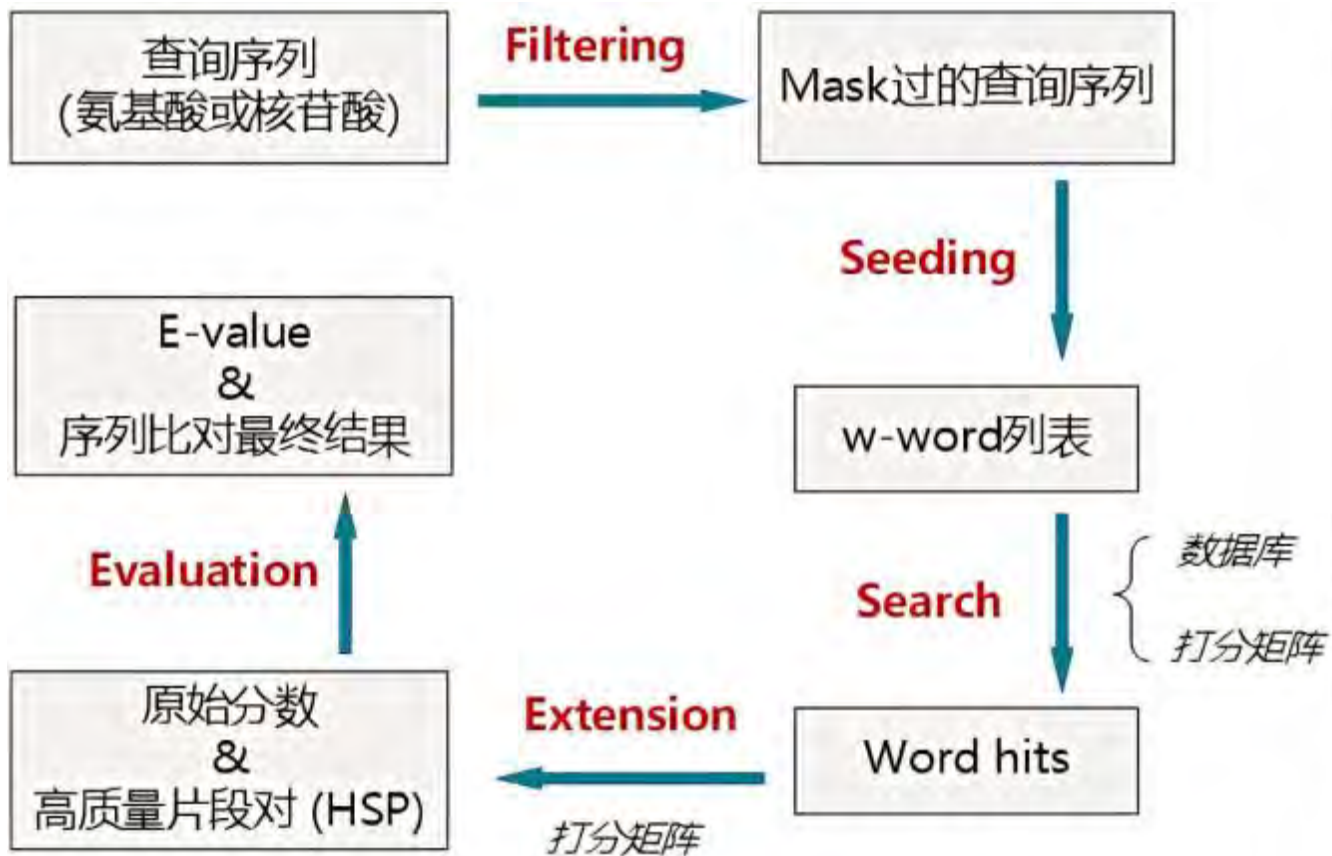 查询序列
(氨基酸或核苷酸)
Filtering
Mask过的查询序列
Seeding
w-word列表
Search
数据库
打分矩阵
Word hits
Extension
打分矩阵
原始分数
&
高质量片段对 (HSP)
Evaluation
E-value
&
序列比对最终结果